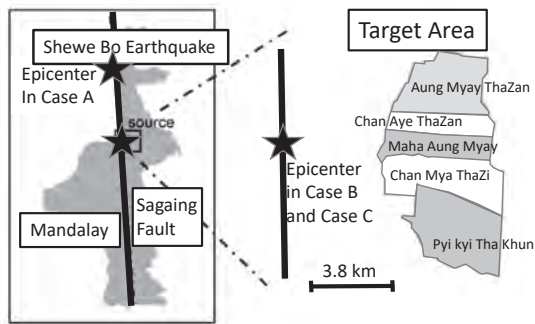 Shewe Bo Earthquake
Epicenter
In Case A
source
Mandalay
Sagaing
Fault
Epicenter
in Case B
and Case C
3.8 km
Target Area
Aung Myay ThaZan
Chan Aye ThaZan
Maha Aung Myay
Chan Mya ThaZi
Pyi kyi Tha Khun